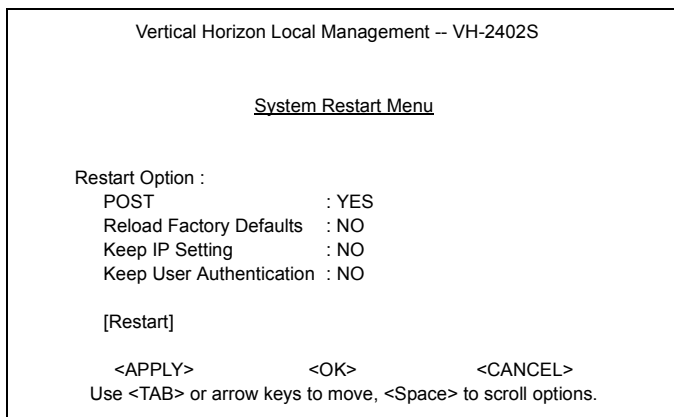 Vertical Horizon Local Management -- VH-2402S
System Restart Menu
Restart Option :
POST : YES
Reload Factory Defaults : NO
Keep IP Setting : NO
Keep User Authentication : NO
[Restart]
<APPLY> <OK> <CANCEL>
Use <TAB> or arrow keys to move, <Space> to scroll options.